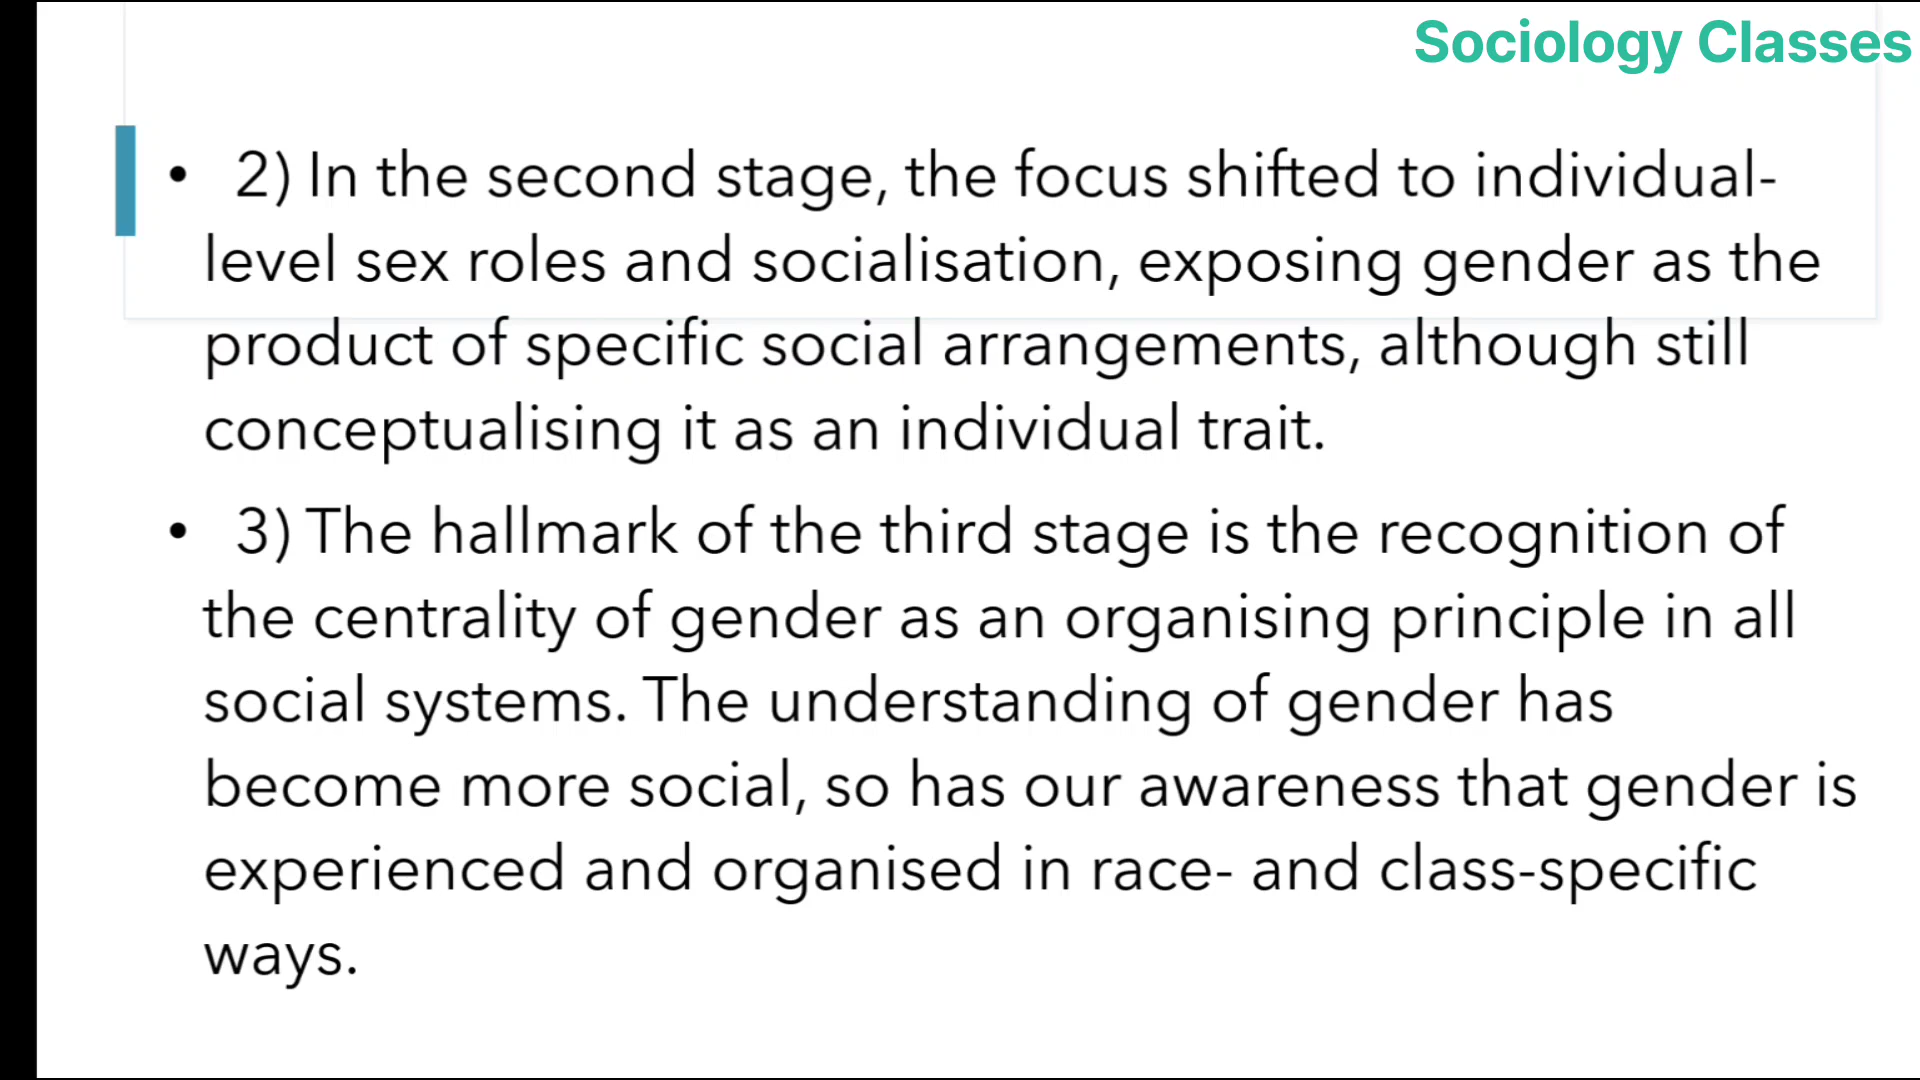 Sociology Classes
• 2) In the second stage, the focus shifted to individual-
level sex roles and socialisation, exposing gender as the
product of specific social arrangements, although still
conceptualising it as an individual trait.
• 3) The hallmark of the third stage is the recognition of
the centrality of gender as an organising principle in all
social systems. The understanding of gender has
become more social, so has our awareness that gender is
experienced and organised in race- and class-specific
ways.